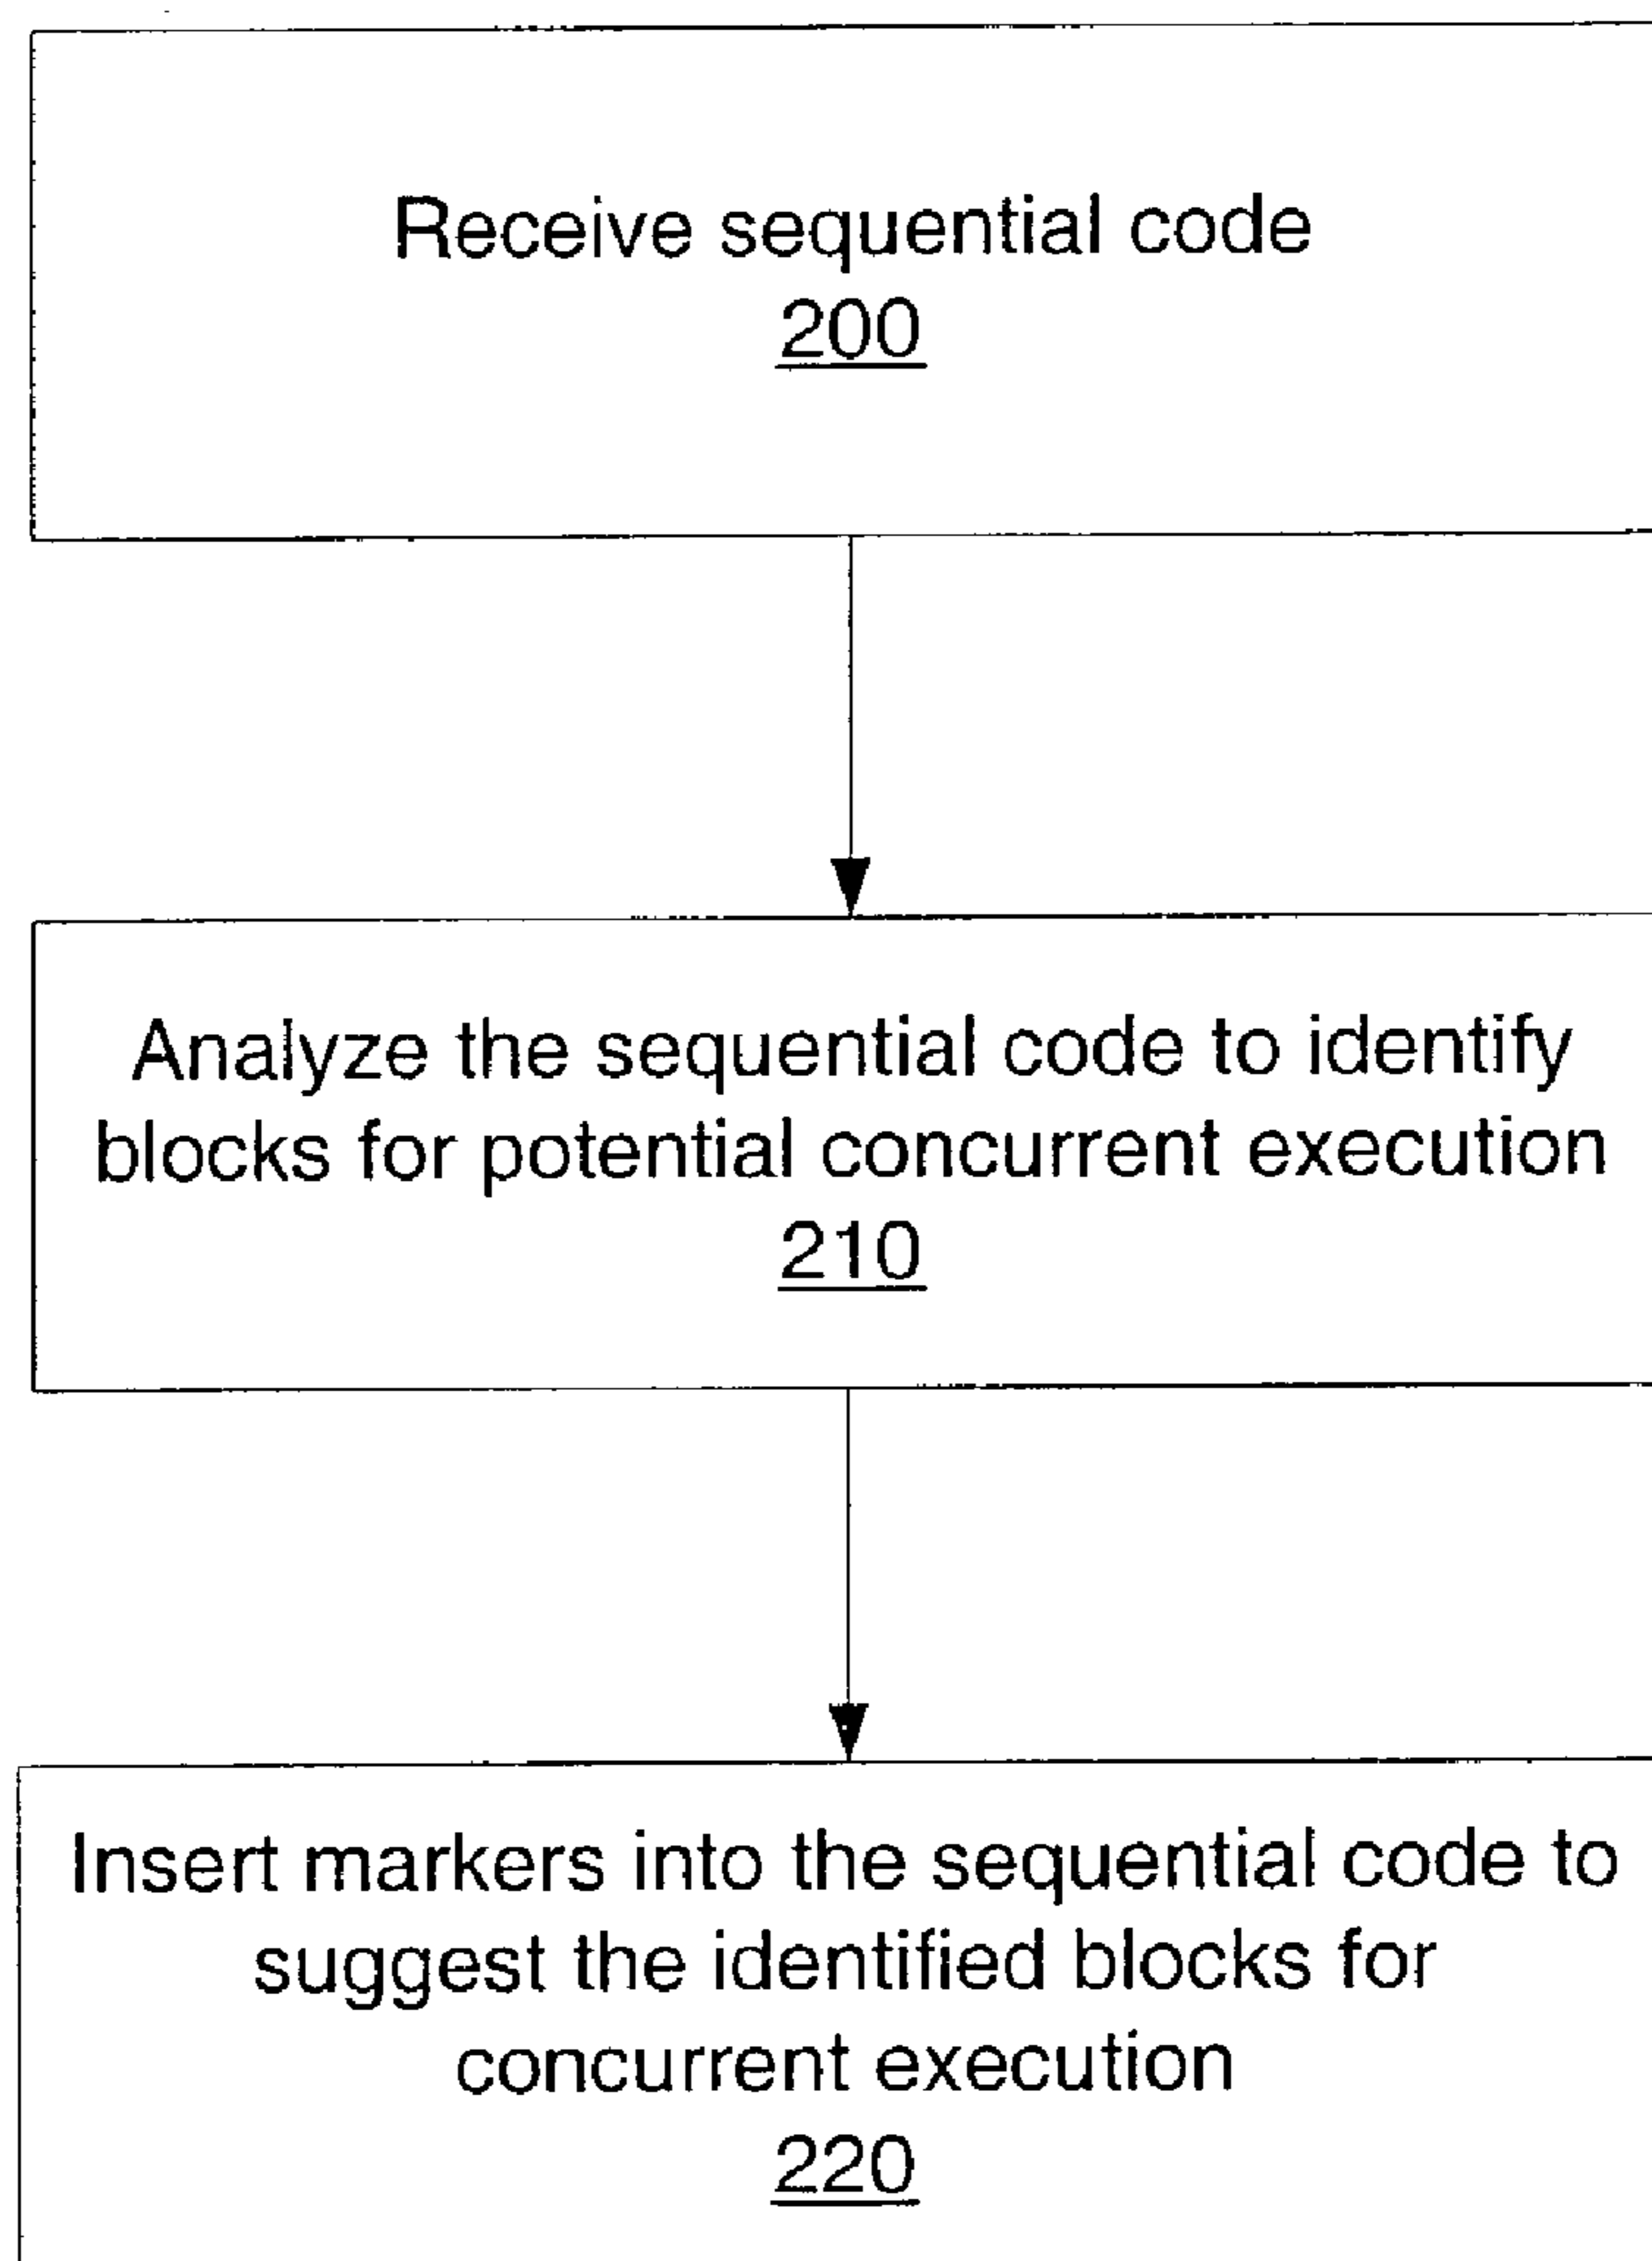 Receive sequential code
200
Analyze the sequential code to identify
blocks for potential concurrent execution
210
Insert markers into the sequential code to
suggest the identified blocks for
concurrent execution
220